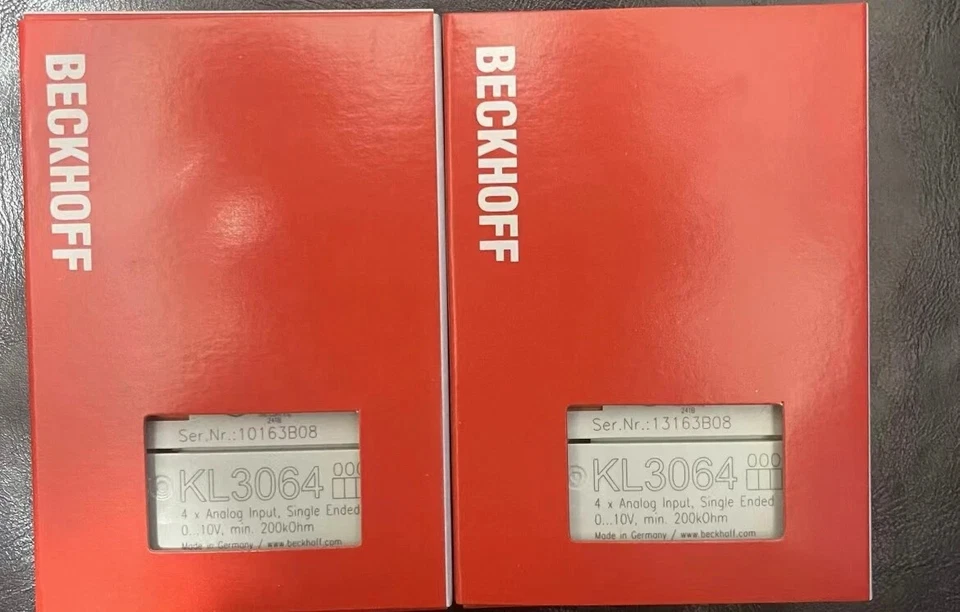 BECKHOFF
2418
Ser.Nr.:10163B08
KL3064
4 x Analog Input, Single Ended
0...10V, min. 200kOhm
Made in Germany / www.beckhoff.com
BECKHOFF
2418
Ser.Nr.:13163B08
KL3064
4 x Analog Input, Single Ended
0...10V, min. 200kOhm
Made in Germany / www.beckhoff.com